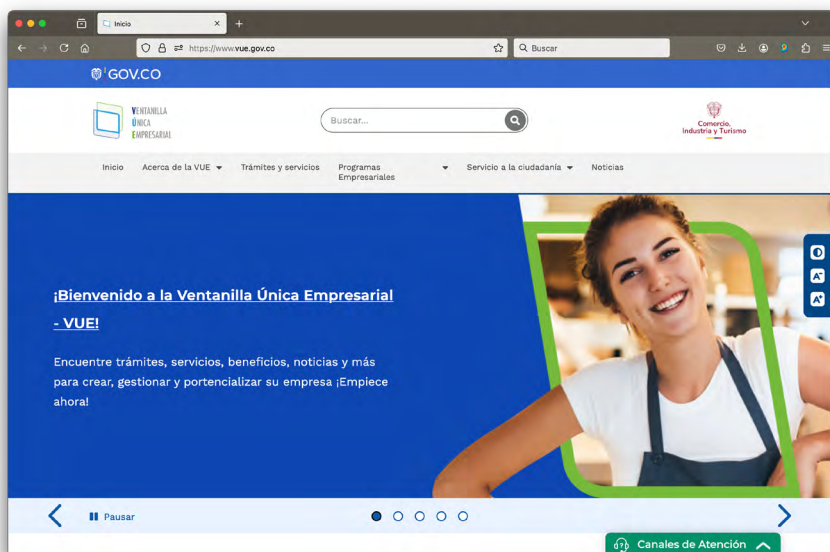 Inicio
https://www.vue.gov.co
Buscar
GOV.CO
VENTANILLA
ÚNICA
EMPRESARIAL
Buscar...
Comercio,
Industria y Turismo
Inicio Acerca de la VUE Trámites y servicios Programas
Empresariales Servicio a la ciudadanía Noticias
¡Bienvenido a la Ventanilla Única Empresarial
- VUE!
Encuentre trámites, servicios, beneficios, noticias y más
para crear, gestionar y portencializar su empresa ¡Empiece
ahora!
A-
A+
Pausar
Canales de Atención